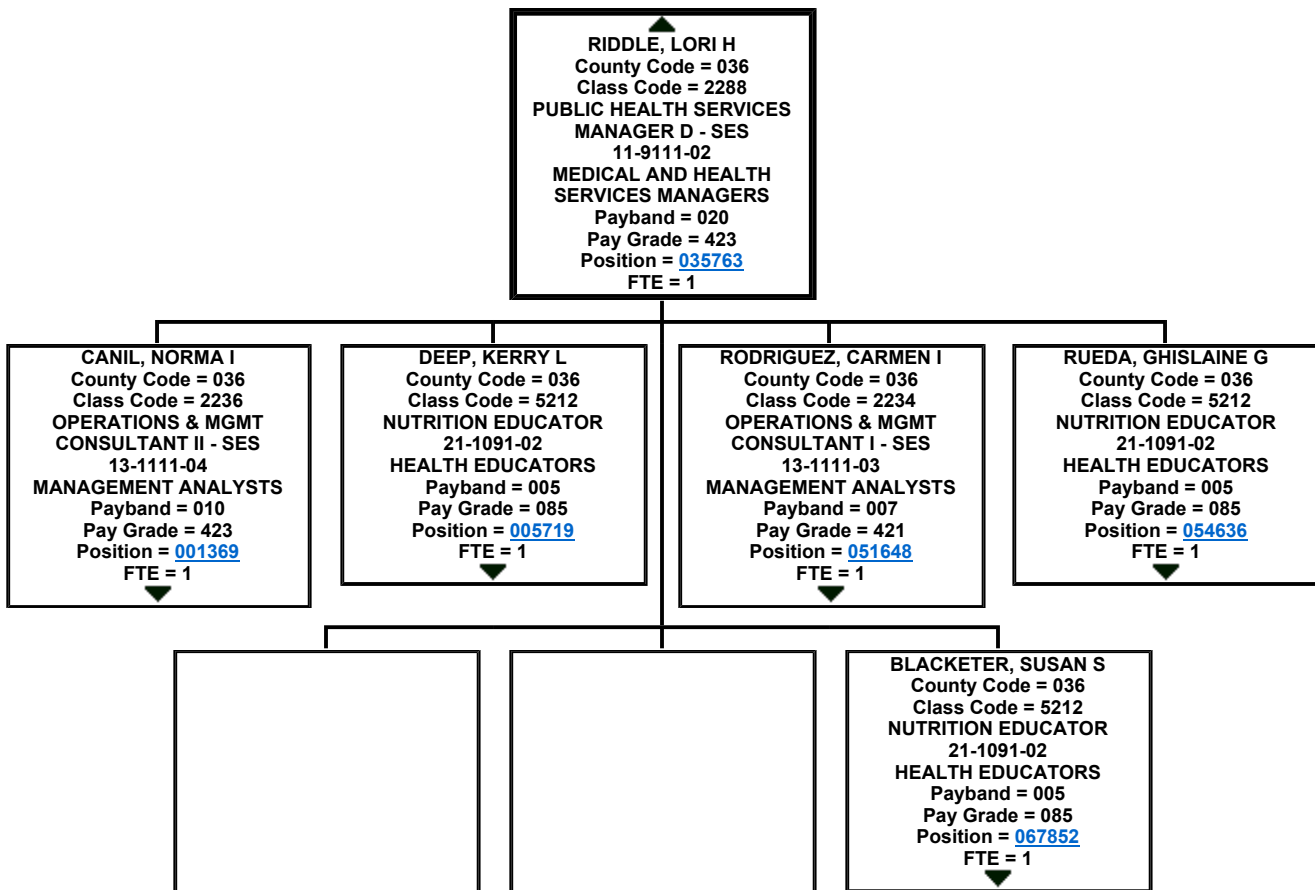 RIDDLE, LORI H
County Code = 036
Class Code = 2288
PUBLIC HEALTH SERVICES
MANAGER D - SES
11-9111-02
MEDICAL AND HEALTH
SERVICES MANAGERS
Payband = 020
Pay Grade = 423
Position = 035763
FTE = 1
CANIL, NORMA I
County Code = 036
Class Code = 2236
OPERATIONS & MGMT
CONSULTANT II - SES
13-1111-04
MANAGEMENT ANALYSTS
Payband = 010
Pay Grade = 423
Position = 001369
FTE = 1
DEEP, KERRY L
County Code = 036
Class Code = 5212
NUTRITION EDUCATOR
21-1091-02
HEALTH EDUCATORS
Payband = 005
Pay Grade = 085
Position = 005719
FTE = 1
RODRIGUEZ, CARMEN I
County Code = 036
Class Code = 2234
OPERATIONS & MGMT
CONSULTANT I - SES
13-1111-03
MANAGEMENT ANALYSTS
Payband = 007
Pay Grade = 421
Position = 051648
FTE = 1
RUEDA, GHISLAINE G
County Code = 036
Class Code = 5212
NUTRITION EDUCATOR
21-1091-02
HEALTH EDUCATORS
Payband = 005
Pay Grade = 085
Position = 054636
FTE = 1
BLACKETER, SUSAN S
County Code = 036
Class Code = 5212
NUTRITION EDUCATOR
21-1091-02
HEALTH EDUCATORS
Payband = 005
Pay Grade = 085
Position = 067852
FTE = 1